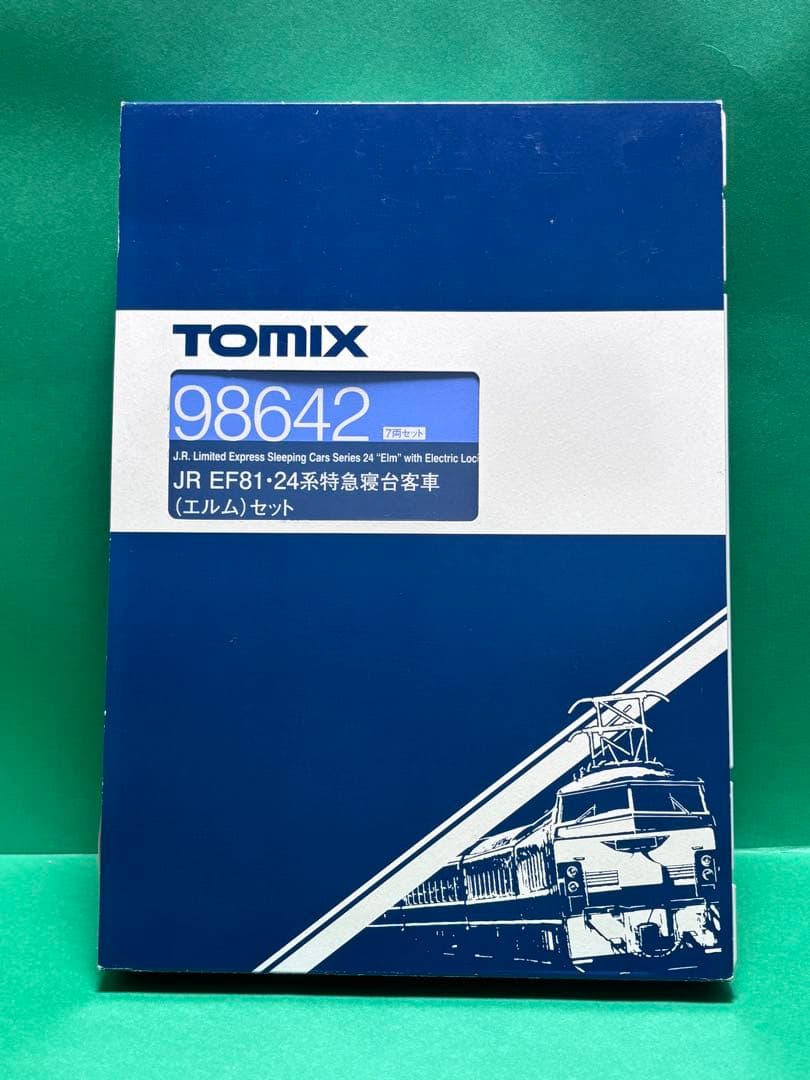 TOMIX
98642
7両セット
J.R. Limited Express Sleeping Cars Series 24 "Elm" with Electric Loc
JR EF81・24系特急寝台客車
(エルム)セット